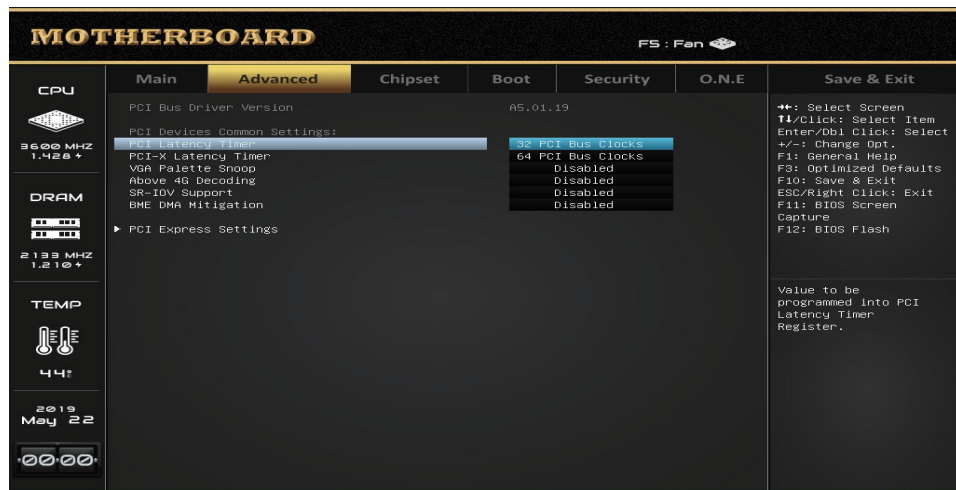 MOTHERBOARD
F5 : Fan
CPU
3600 MHZ
1.428
DRAM
2133 MHZ
1.210
TEMP
44°
2019
May 22
00:00
Main Advanced Chipset Boot Security O.N.E Save & Exit
PCI Bus Driver Version A5.01.19
PCI Devices Common Settings:
PCI Latency Timer 32 PCI Bus Clocks
PCI-X Latency Timer 64 PCI Bus Clocks
VGA Palette Snoop Disabled
Above 4G Decoding Disabled
SR-IOV Support Disabled
BME DMA Mitigation Disabled
▶ PCI Express Settings
→←: Select Screen
↑↓/Click: Select Item
Enter/Dbl Click: Select
+/-: Change Opt.
F1: General Help
F3: Optimized Defaults
F10: Save & Exit
ESC/Right Click: Exit
F11: BIOS Screen
Capture
F12: BIOS Flash
Value to be
programmed into PCI
Latency Timer
Register.